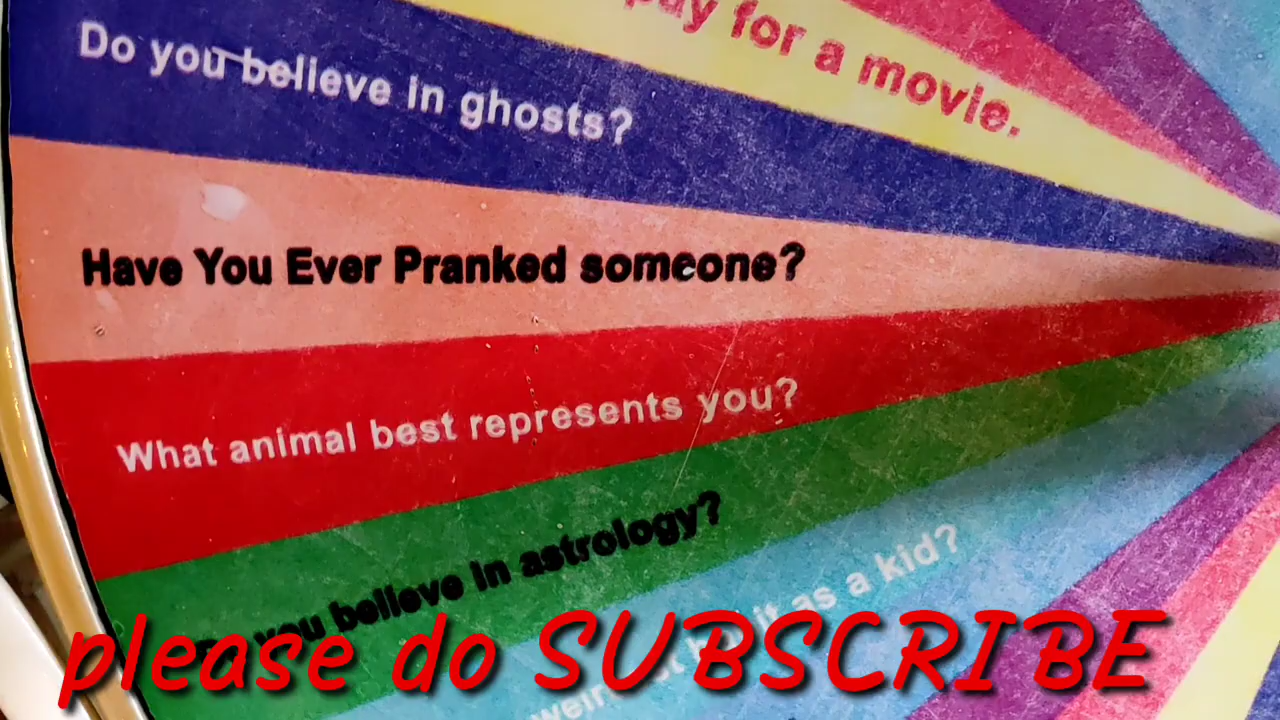 pay for a movie.
Do you believe in ghosts?
Have You Ever Pranked someone?
What animal best represents you?
you believe in astrology?
it as a kid?
please do SUBSCRIBE